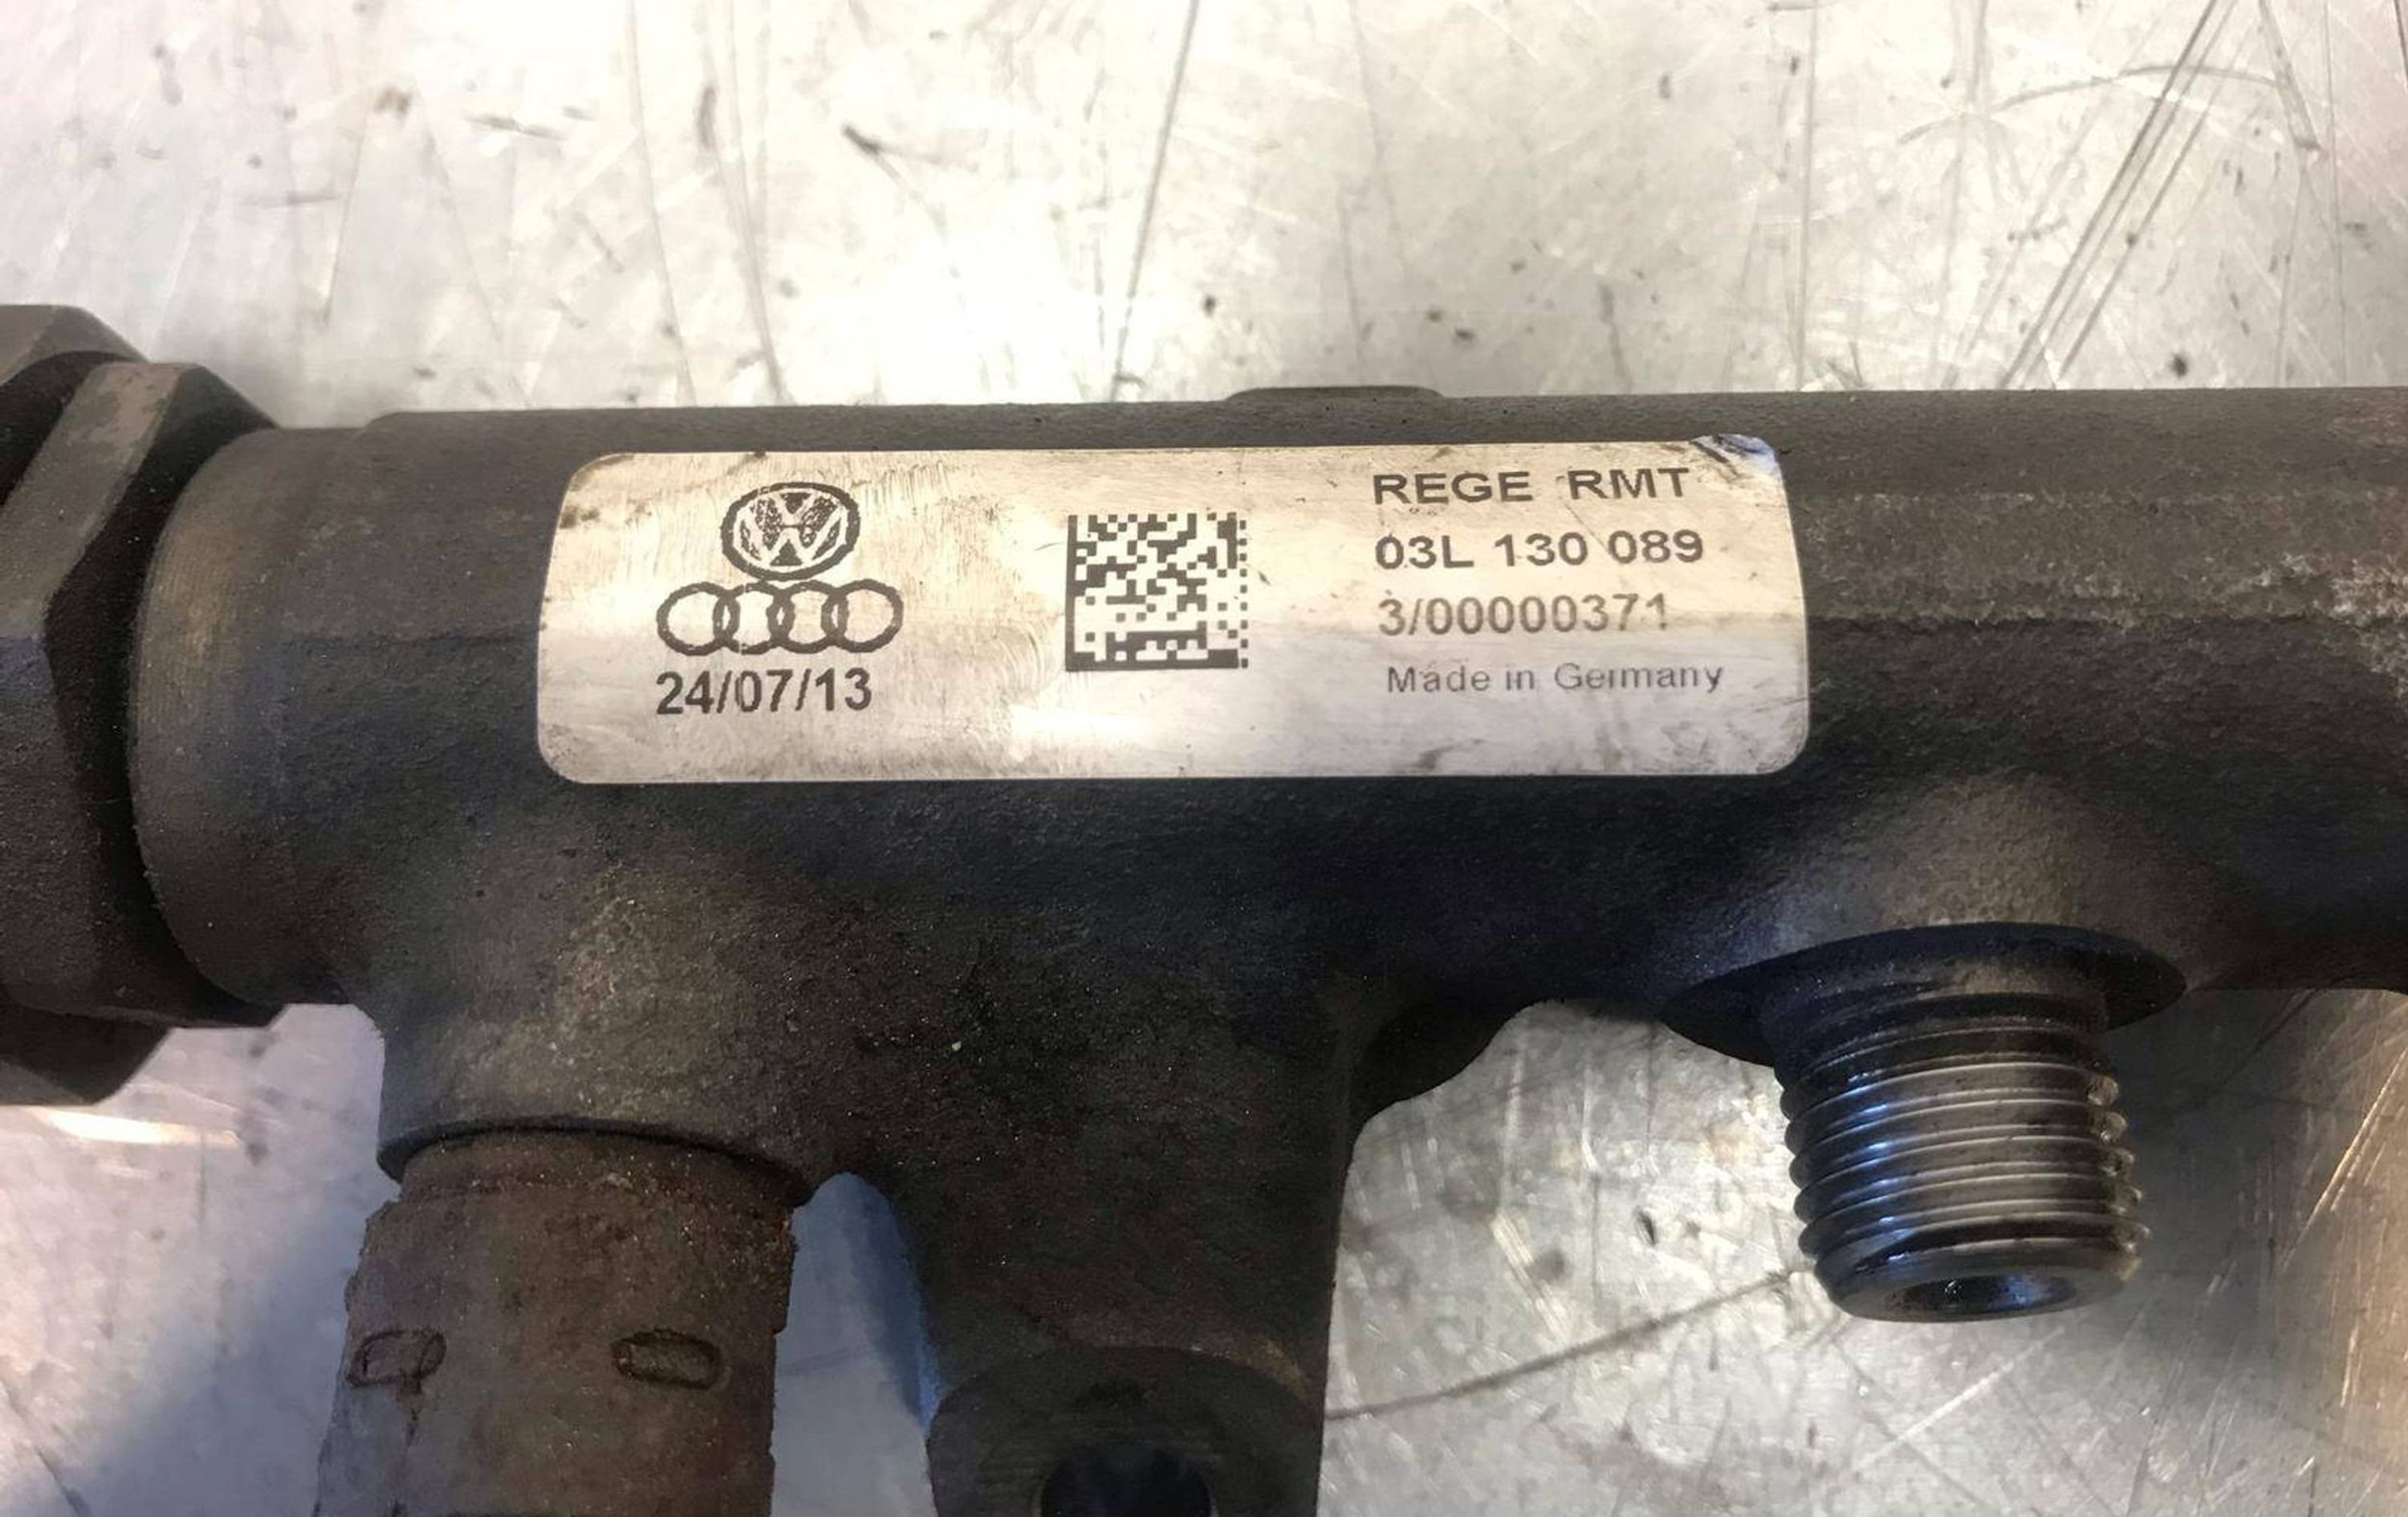 24/07/13
REGE RMT
03L 130 089
3/00000371
Made in Germany